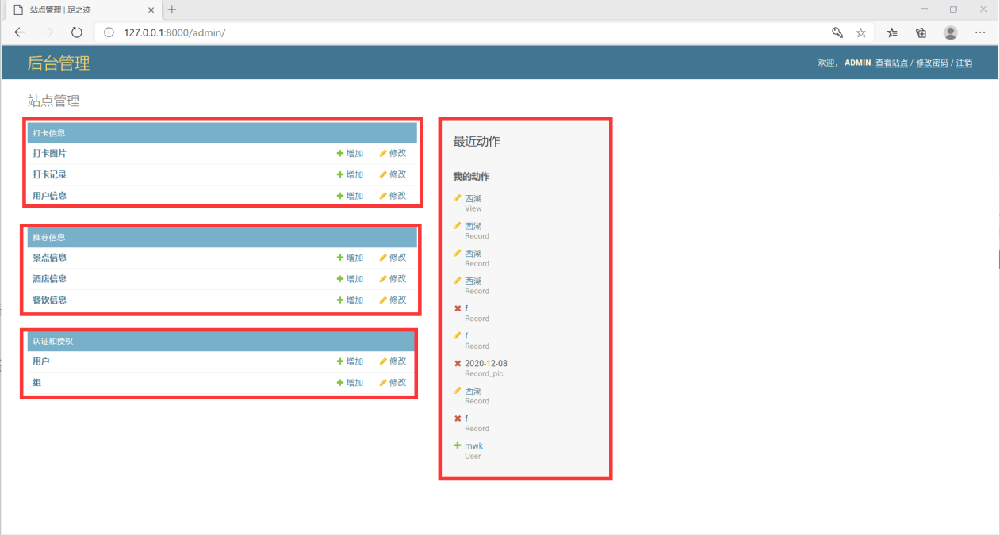 站点管理 | 足之迹
127.0.0.1:8000/admin/
后台管理
欢迎， ADMIN. 查看站点 / 修改密码 / 注销
站点管理
打卡信息
打卡图片 增加 修改
打卡记录 增加 修改
用户信息 增加 修改
推荐信息
景点信息 增加 修改
酒店信息 增加 修改
餐饮信息 增加 修改
认证和授权
用户 增加 修改
组 增加 修改
最近动作
我的动作
西湖
View
西湖
Record
西湖
Record
西湖
Record
f
Record
f
Record
2020-12-08
Record_pic
西湖
Record
f
Record
mwk
User